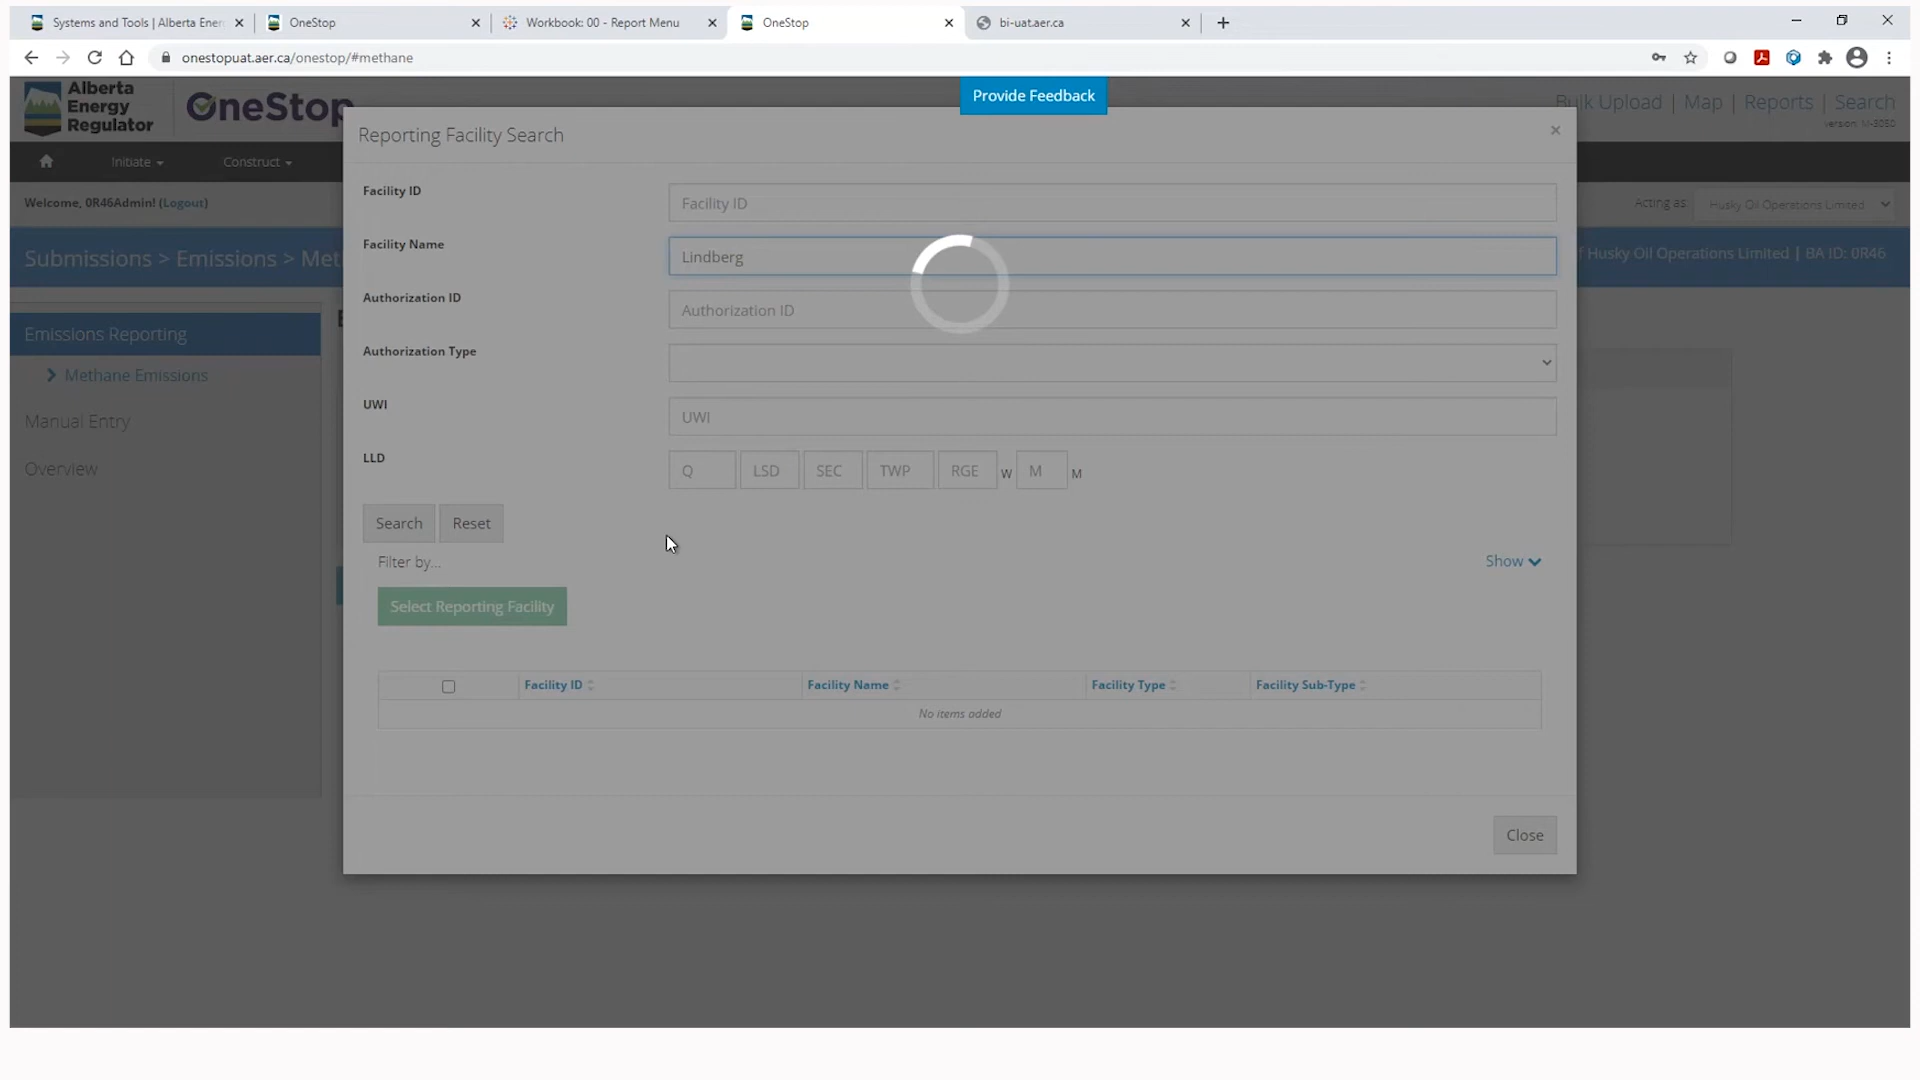 Systems and Tools | Alberta Ener
OneStop
Workbook: 00 - Report Menu
OneStop
bi-uat.aer.ca
onestopuat.aer.ca/onestop/#methane
Provide Feedback
Alberta
Energy
Regulator
OneStop
Bulk Upload | Map | Reports | Search
version: M-3060
Reporting Facility Search
Initiate
Construct
Welcome, 0R46Admin! (Logout)
Acting as
Husky Oil Operations Limited
Submissions > Emissions > Met
f Husky Oil Operations Limited | BA ID: 0R46
Emissions Reporting
Methane Emissions
Manual Entry
Overview
Facility ID
Facility ID
Facility Name
Lindberg
Authorization ID
Authorization ID
Authorization Type
UWI
UWI
LLD
Q LSD SEC TWP RGE W M M
Search Reset
Filter by...
Show
Select Reporting Facility
Facility ID Facility Name Facility Type Facility Sub-Type
No items added
Close